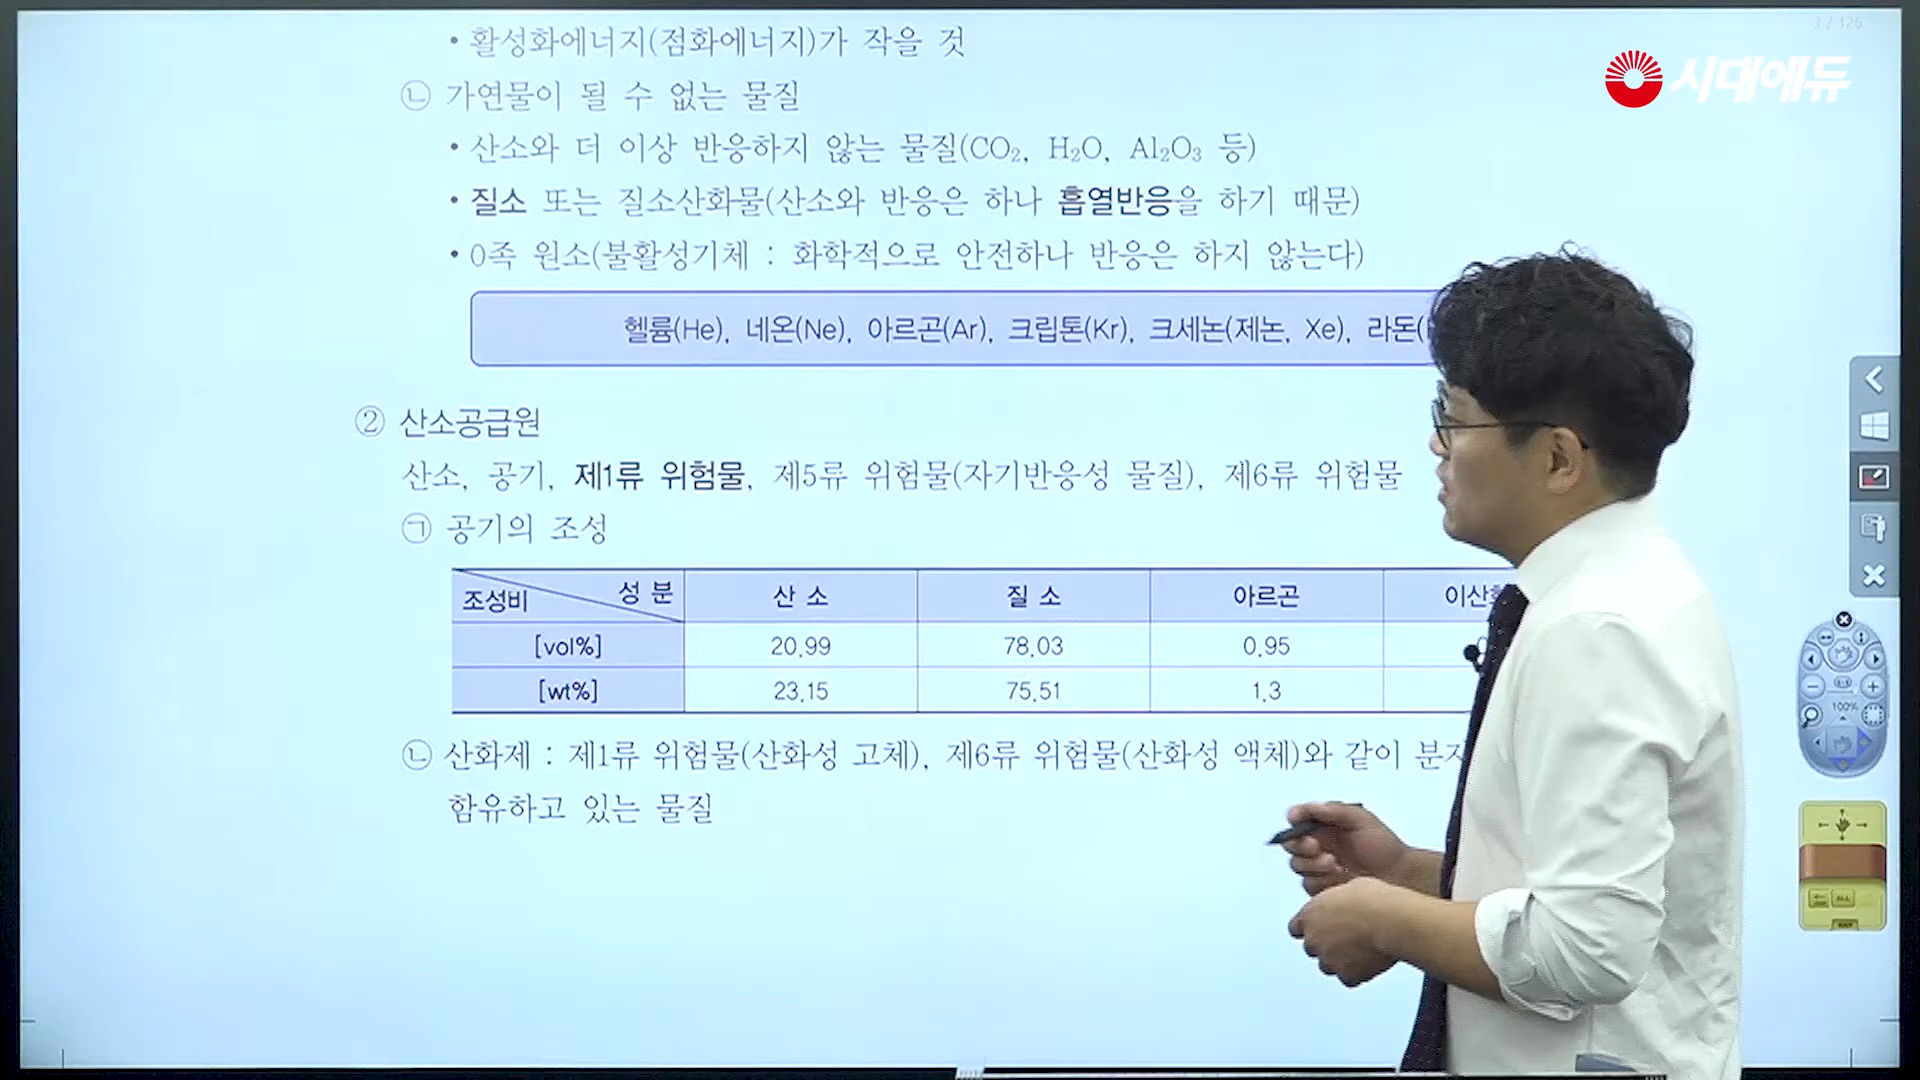 1 / 126
시대에듀
• 활성화에너지(점화에너지)가 작을 것
㉡ 가연물이 될 수 없는 물질
• 산소와 더 이상 반응하지 않는 물질(CO₂, H₂O, Al₂O₃ 등)
• 질소 또는 질소산화물(산소와 반응은 하나 흡열반응을 하기 때문)
• 0족 원소(불활성기체 : 화학적으로 안전하나 반응은 하지 않는다)
헬륨(He), 네온(Ne), 아르곤(Ar), 크립톤(Kr), 크세논(제논, Xe), 라돈(
② 산소공급원
산소, 공기, 제1류 위험물, 제5류 위험물(자기반응성 물질), 제6류 위험물
㉠ 공기의 조성
조성비 성 분 산 소 질 소 아르곤 이산
[vol%] 20.99 78.03 0.95
[wt%] 23.15 75.51 1.3
㉡ 산화제 : 제1류 위험물(산화성 고체), 제6류 위험물(산화성 액체)와 같이 분자
함유하고 있는 물질
100%
ALL